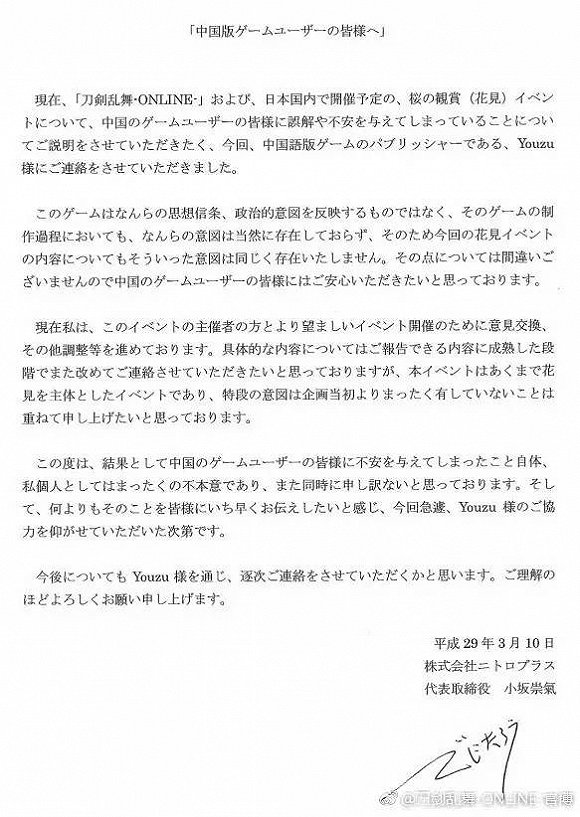 「中国版ゲームユーザーの皆様へ」
現在、「刀剣乱舞-ONLINE-」および、日本国内で開催予定の、桜の観賞（花見）イベン
トについて、中国のゲームユーザーの皆様に誤解や不安を与えてしまっていることについ
てご説明をさせていただきたく、今回、中国語版ゲームのパブリッシャーである、Youzu
様にご連絡をさせていただきました。
このゲームはなんらの思想信条、政治的意図を反映するものではなく、そのゲームの制
作過程においても、なんらの意図は当然に存在しておらず、そのため今回の花見イベント
の内容についてもそういった意図は同じく存在いたしません。その点については間違いご
ざいませんので中国のゲームユーザーの皆様にはご安心いただきたいと思っております。
現在私は、このイベントの主催者の方とより望ましいイベント開催のために意見交換、
その他調整等を進めております。具体的な内容についてはご報告できる内容に成熟した段
階でまた改めてご連絡させていただきたいと思っておりますが、本イベントはあくまで花
見を主体としたイベントであり、特段の意図は企画当初よりまったく有していないことは
重ねて申し上げたいと思っております。
この度は、結果として中国のゲームユーザーの皆様に不安を与えてしまったこと自体、
私個人としてはまったくの不本意であり、また同時に申し訳ないと思っております。そし
て、何よりもそのことを皆様にいち早くお伝えしたいと感じ、今回急遽、Youzu 様のご協
力を仰がせていただいた次第です。
今後についても Youzu 様を通じ、逐次ご連絡をさせていただくかと思います。ご理解の
ほどよろしくお願い申し上げます。
平成 29 年 3 月 10 日
株式会社ニトロプラス
代表取締役　小坂崇氣
でじたろう
@刀剑乱舞-ONLINE-官博